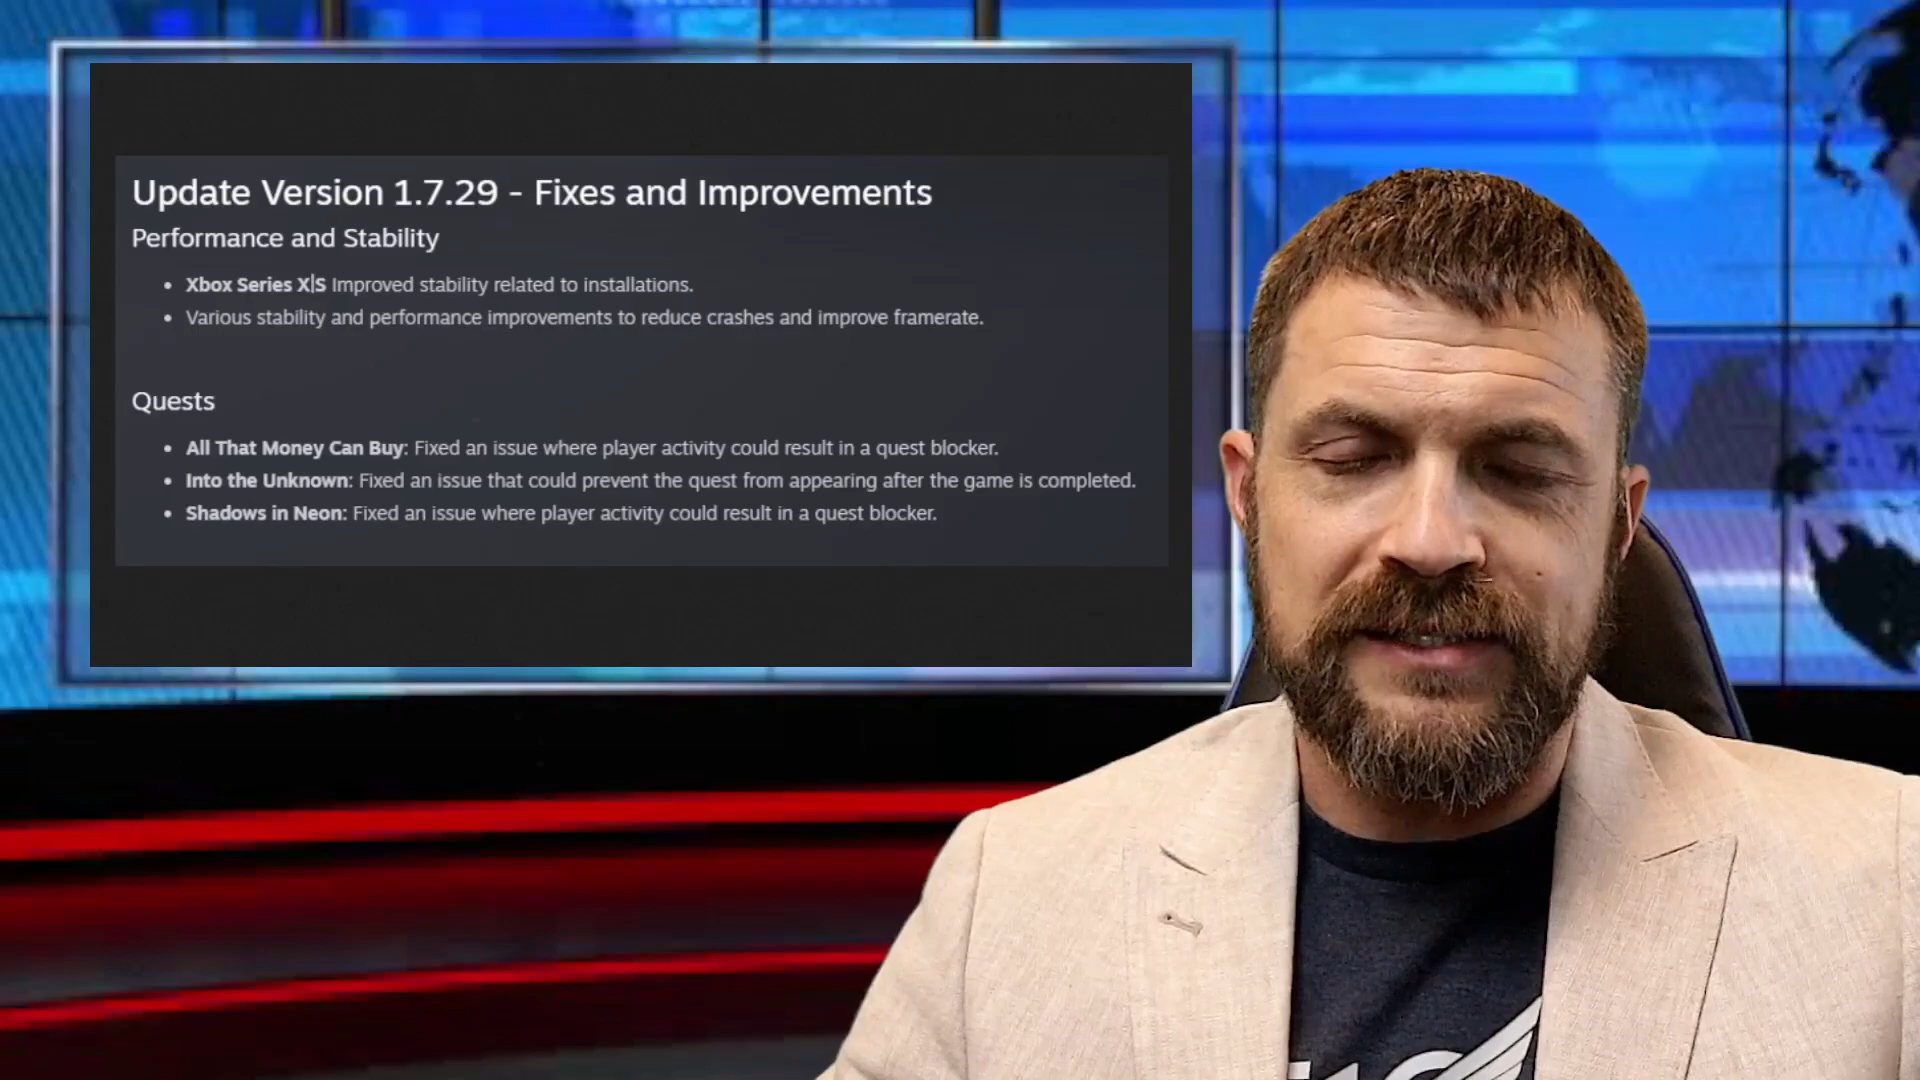 Update Version 1.7.29 - Fixes and Improvements
Performance and Stability
• Xbox Series X|S Improved stability related to installations.
• Various stability and performance improvements to reduce crashes and improve framerate.
Quests
• All That Money Can Buy: Fixed an issue where player activity could result in a quest blocker.
• Into the Unknown: Fixed an issue that could prevent the quest from appearing after the game is completed.
• Shadows in Neon: Fixed an issue where player activity could result in a quest blocker.